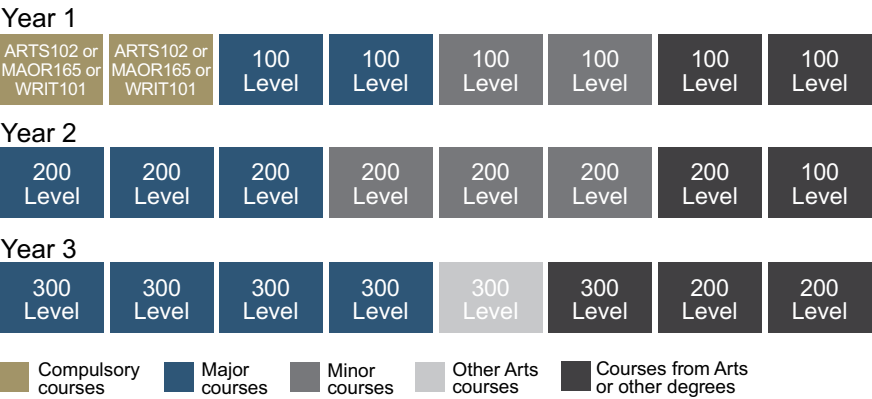 Year 1
ARTS102 or
MAOR165 or
WRIT101
ARTS102 or
MAOR165 or
WRIT101
100
Level
100
Level
100
Level
100
Level
100
Level
100
Level
Year 2
200
Level
200
Level
200
Level
200
Level
200
Level
200
Level
200
Level
100
Level
Year 3
300
Level
300
Level
300
Level
300
Level
300
Level
300
Level
200
Level
200
Level
Compulsory
courses
Major
courses
Minor
courses
Other Arts
courses
Courses from Arts
or other degrees